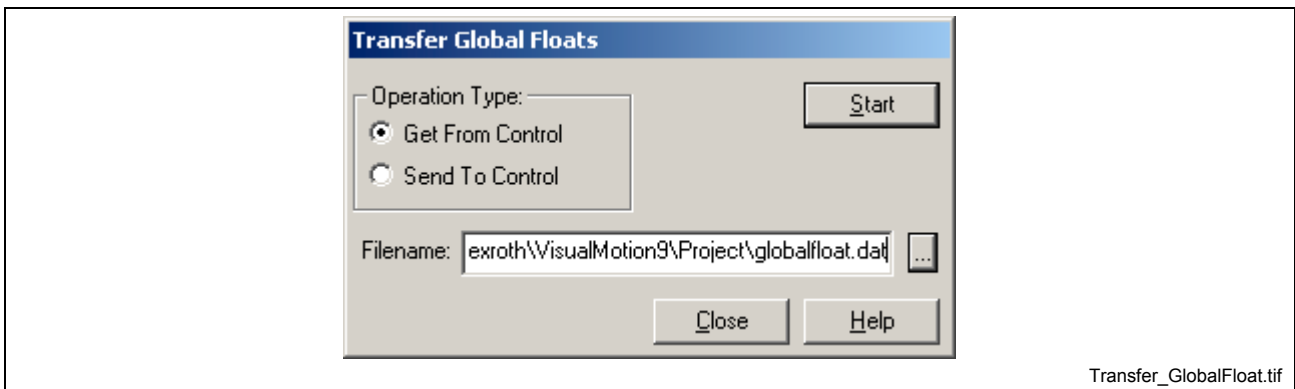 Transfer Global Floats
Operation Type:
Get From Control
Send To Control
Start
Filename: exroth\VisualMotion9\Project\globalfloat.dat ...
Close Help
Transfer_GlobalFloat.tif